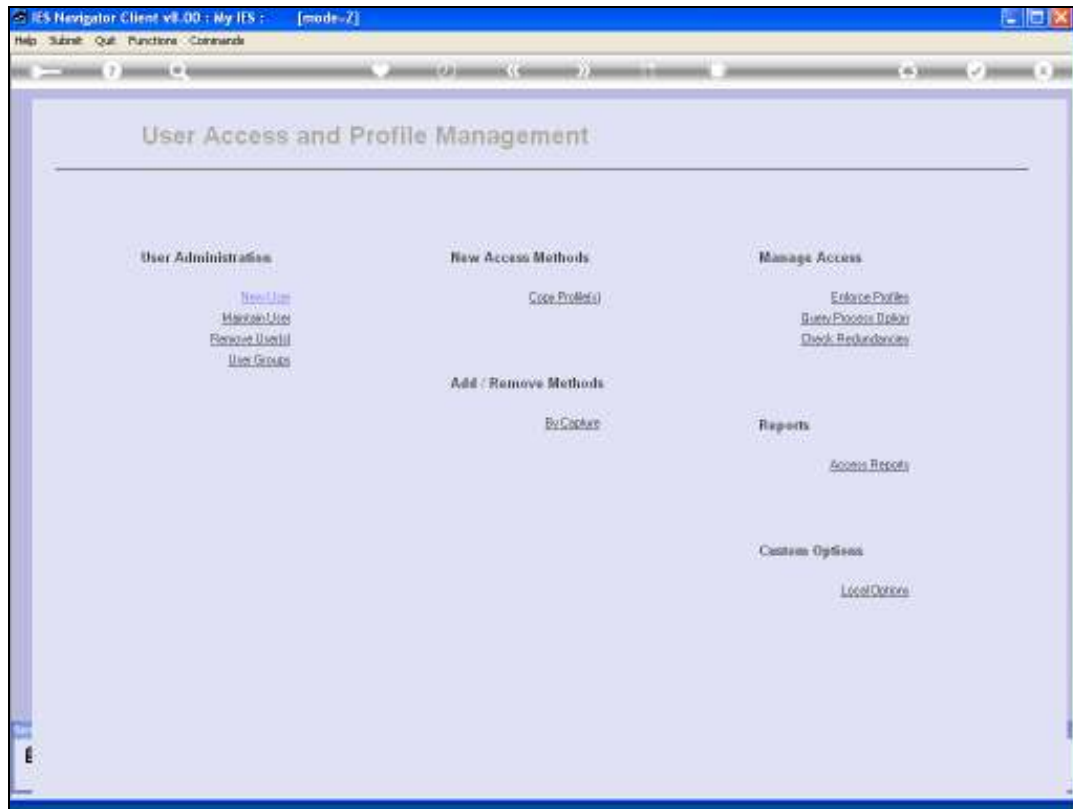 IES Navigator Client v8.00 : My IES : [mode-2]
Help Submit Quit Functions Commands
User Access and Profile Management
User Administration
New User
Maintain User
Remove User(s)
User Groups
New Access Methods
Copy Profile(s)
Add / Remove Methods
By Capture
Manage Access
Enforce Profiles
Query Process Option
Check Redundancies
Reports
Access Reports
Custom Options
Local Options